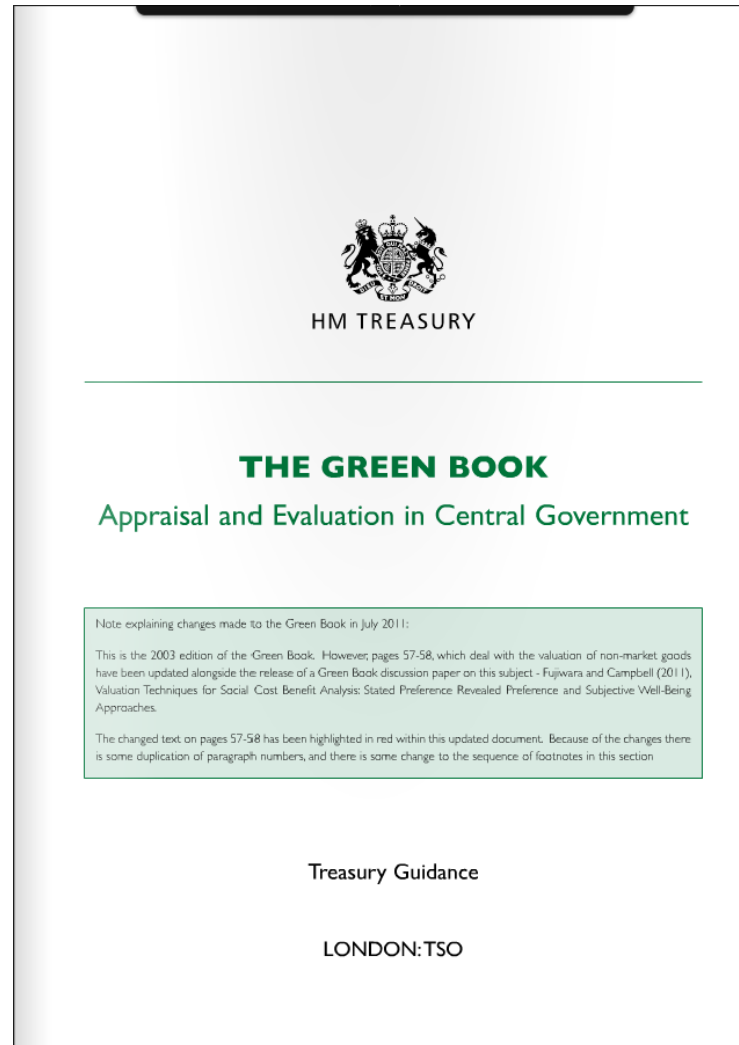 HM TREASURY
THE GREEN BOOK
Appraisal and Evaluation in Central Government
Note explaining changes made to the Green Book in July 2011:
This is the 2003 edition of the Green Book. However, pages 57-58, which deal with the valuation of non-market goods
have been updated alongside the release of a Green Book discussion paper on this subject - Fujiwara and Campbell (2011),
Valuation Techniques for Social Cost Benefit Analysis: Stated Preference Revealed Preference and Subjective Well-Being
Approaches.
The changed text on pages 57-58 has been highlighted in red within this updated document. Because of the changes there
is some duplication of paragraph numbers, and there is some change to the sequence of footnotes in this section
Treasury Guidance
LONDON: TSO